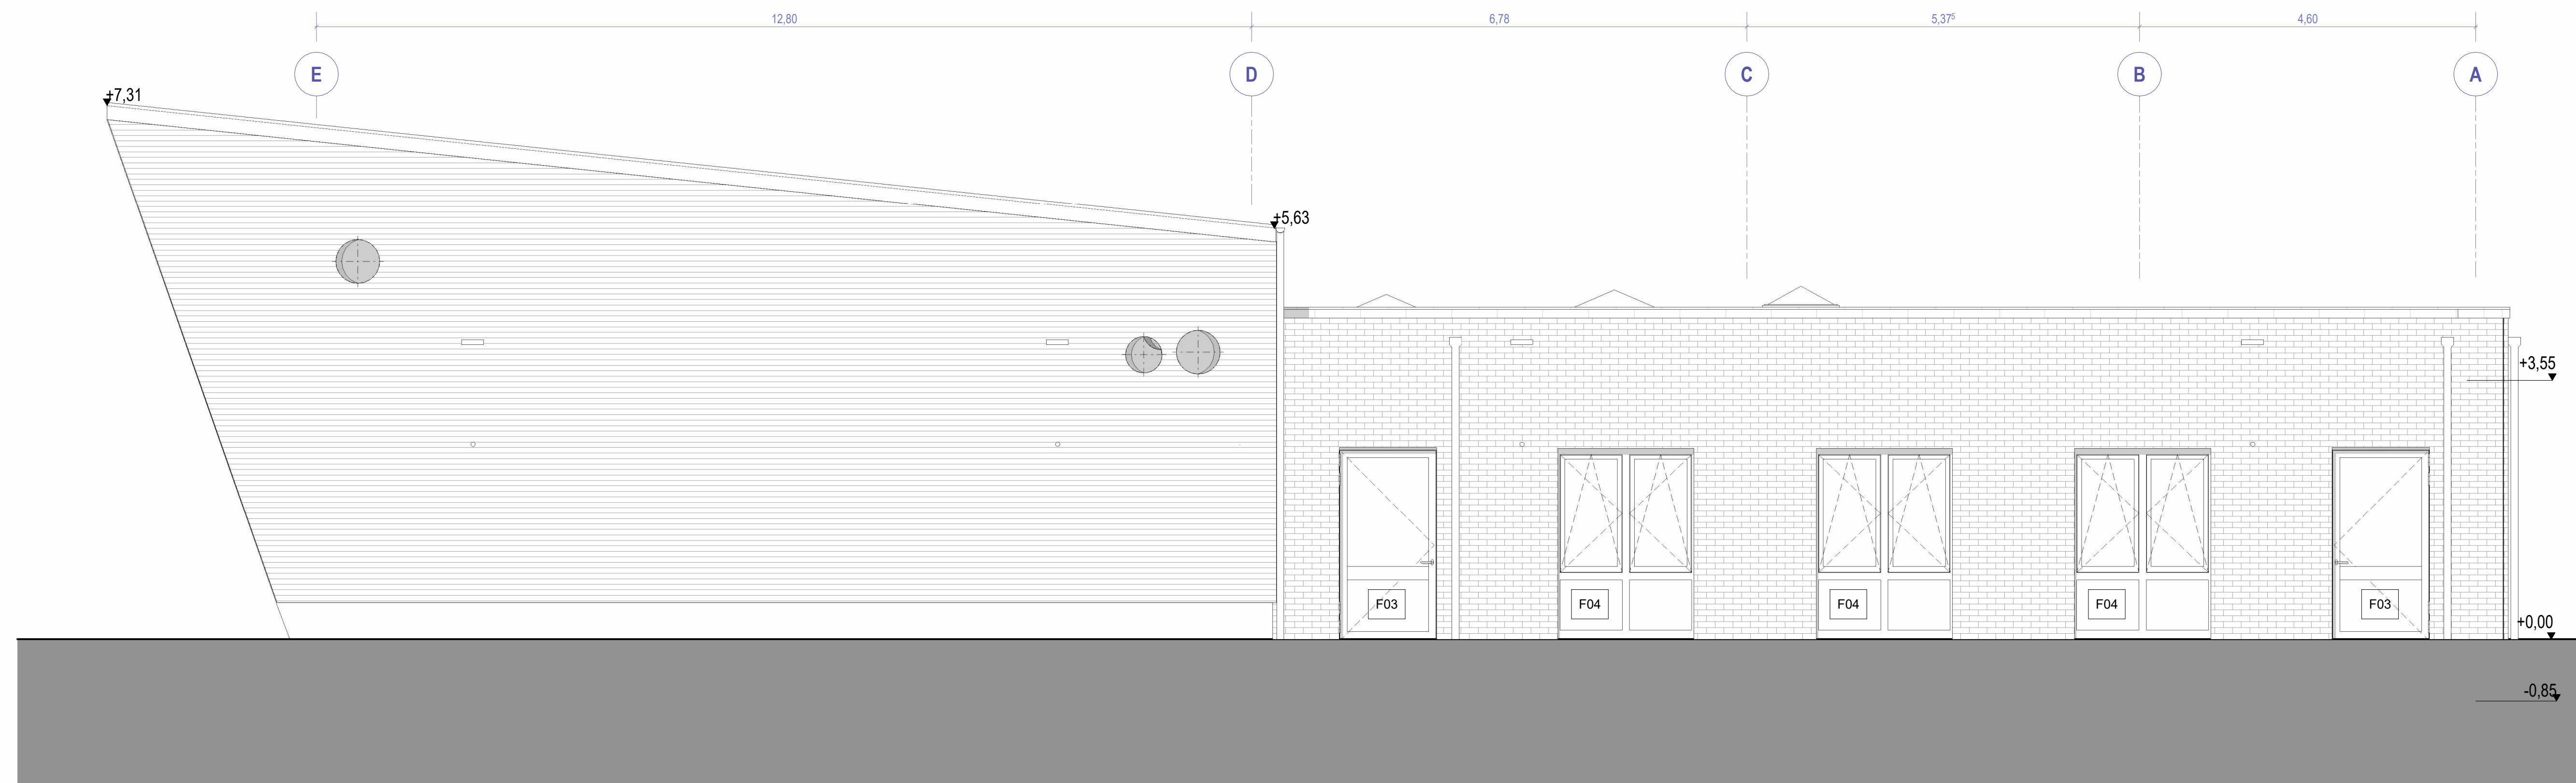 12,80
6,78
5,37⁵
4,60
E
D
C
B
A
+7,31
+5,63
+3,55
F03
F04
F04
F04
F03
+0,00
-0,85